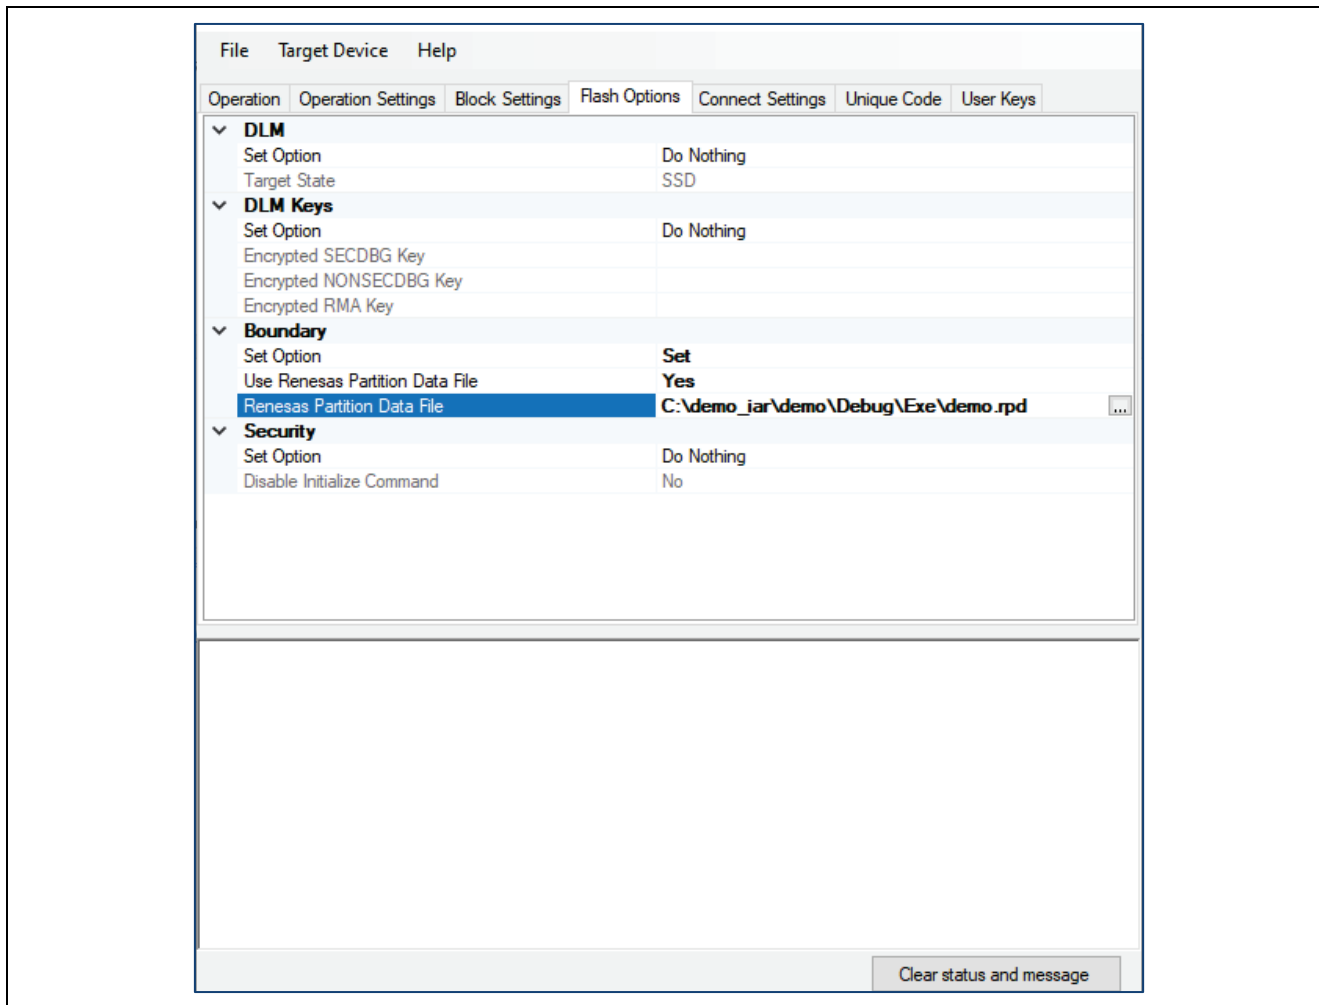 File Target Device Help
Operation Operation Settings Block Settings Flash Options Connect Settings Unique Code User Keys
DLM
Set Option Do Nothing
Target State SSD
DLM Keys
Set Option Do Nothing
Encrypted SECDBG Key
Encrypted NONSECDBG Key
Encrypted RMA Key
Boundary
Set Option Set
Use Renesas Partition Data File Yes
Renesas Partition Data File C:\demo_iar\demo\Debug\Exe\demo.rpd ...
Security
Set Option Do Nothing
Disable Initialize Command No
Clear status and message